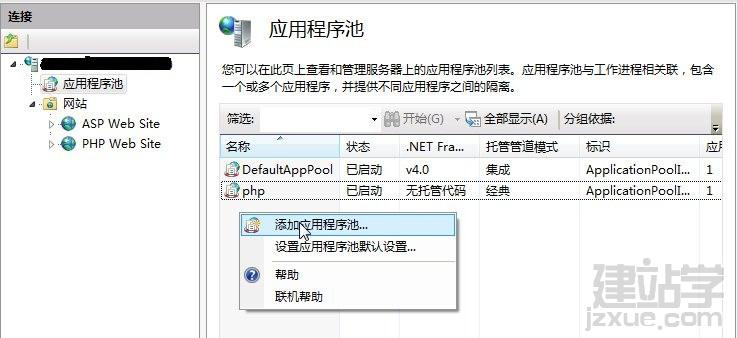 连接
应用程序池
网站
ASP Web Site
PHP Web Site
应用程序池
您可以在此页上查看和管理服务器上的应用程序池列表。应用程序池与工作进程相关联，包含
一个或多个应用程序，并提供不同应用程序之间的隔离。
筛选: 开始(G) 全部显示(A) 分组依据:
名称 状态 .NET Fra... 托管管道模式 标识 应用
DefaultAppPool 已启动 v4.0 集成 ApplicationPoolI... 1
php 已启动 无托管代码 经典 ApplicationPoolI... 1
添加应用程序池...
设置应用程序池默认设置...
帮助
联机帮助
建站学
jzxue.com